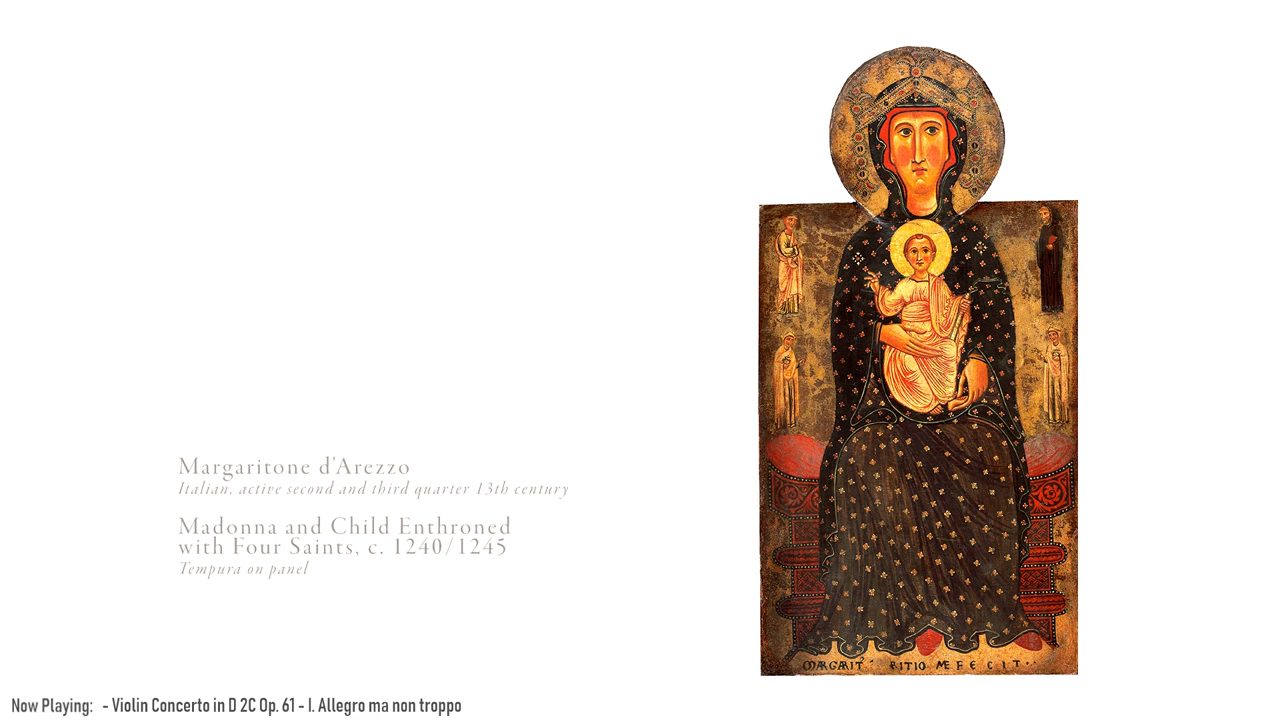 Margaritone d'Arezzo
Italian, active second and third quarter 13th century
Madonna and Child Enthroned
with Four Saints, c. 1240/1245
Tempura on panel
MARGARIT' RITIO ME FECIT
Now Playing: - Violin Concerto in D 2C Op. 61 - I. Allegro ma non troppo